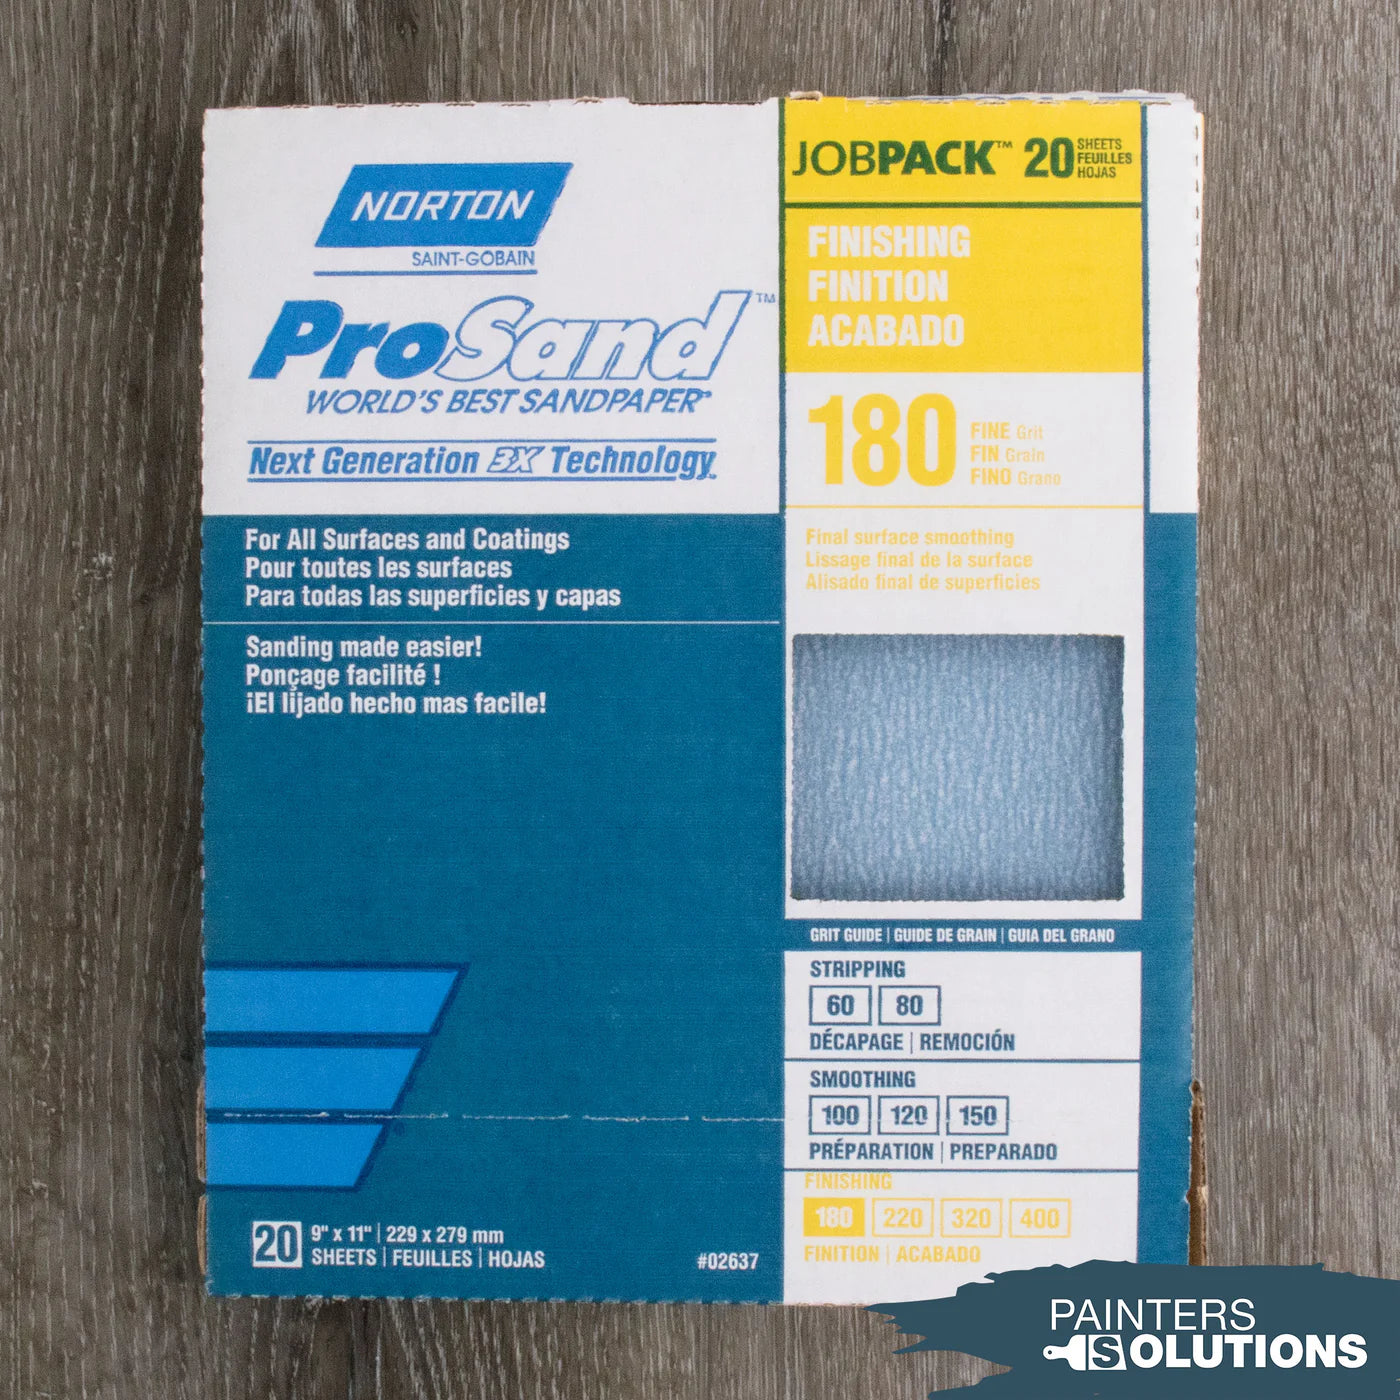 NORTON
SAINT-GOBAIN
ProSand™
WORLD'S BEST SANDPAPER
Next Generation 3X Technology
For All Surfaces and Coatings
Pour toutes les surfaces
Para todas las superficies y capas
Sanding made easier!
Ponçage facilité !
¡El lijado hecho mas facile!
20
9" x 11" | 229 x 279 mm
SHEETS | FEUILLES | HOJAS
#02637
JOBPACK™ 20 SHEETS
FEUILLES
HOJAS
FINISHING
FINITION
ACABADO
180
FINE Grit
FIN Grain
FINO Grano
Final surface smoothing
Lissage final de la surface
Alisado final de superficies
GRIT GUIDE | GUIDE DE GRAIN | GUIA DEL GRANO
STRIPPING
60 80
DÉCAPAGE | REMOCIÓN
SMOOTHING
100 120 150
PRÉPARATION | PREPARADO
FINISHING
180 220 320 400
FINITION | ACABADO
PAINTERS
SOLUTIONS